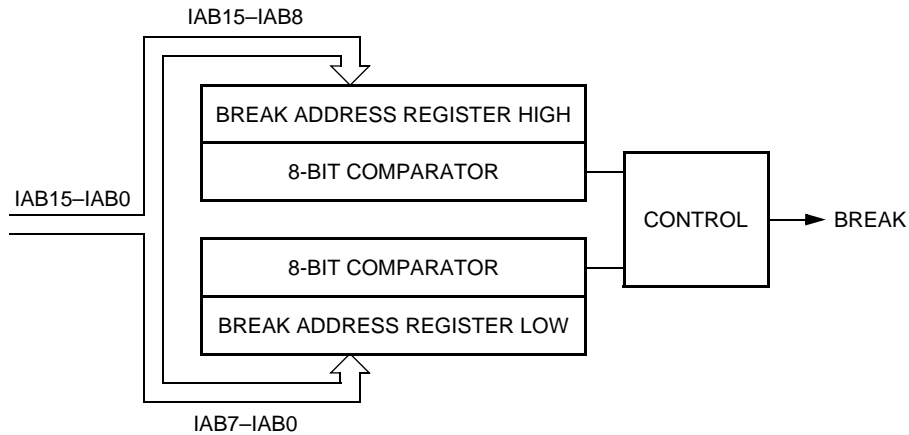 IAB15–IAB8
BREAK ADDRESS REGISTER HIGH
8-BIT COMPARATOR
IAB15–IAB0
CONTROL
BREAK
8-BIT COMPARATOR
BREAK ADDRESS REGISTER LOW
IAB7–IAB0